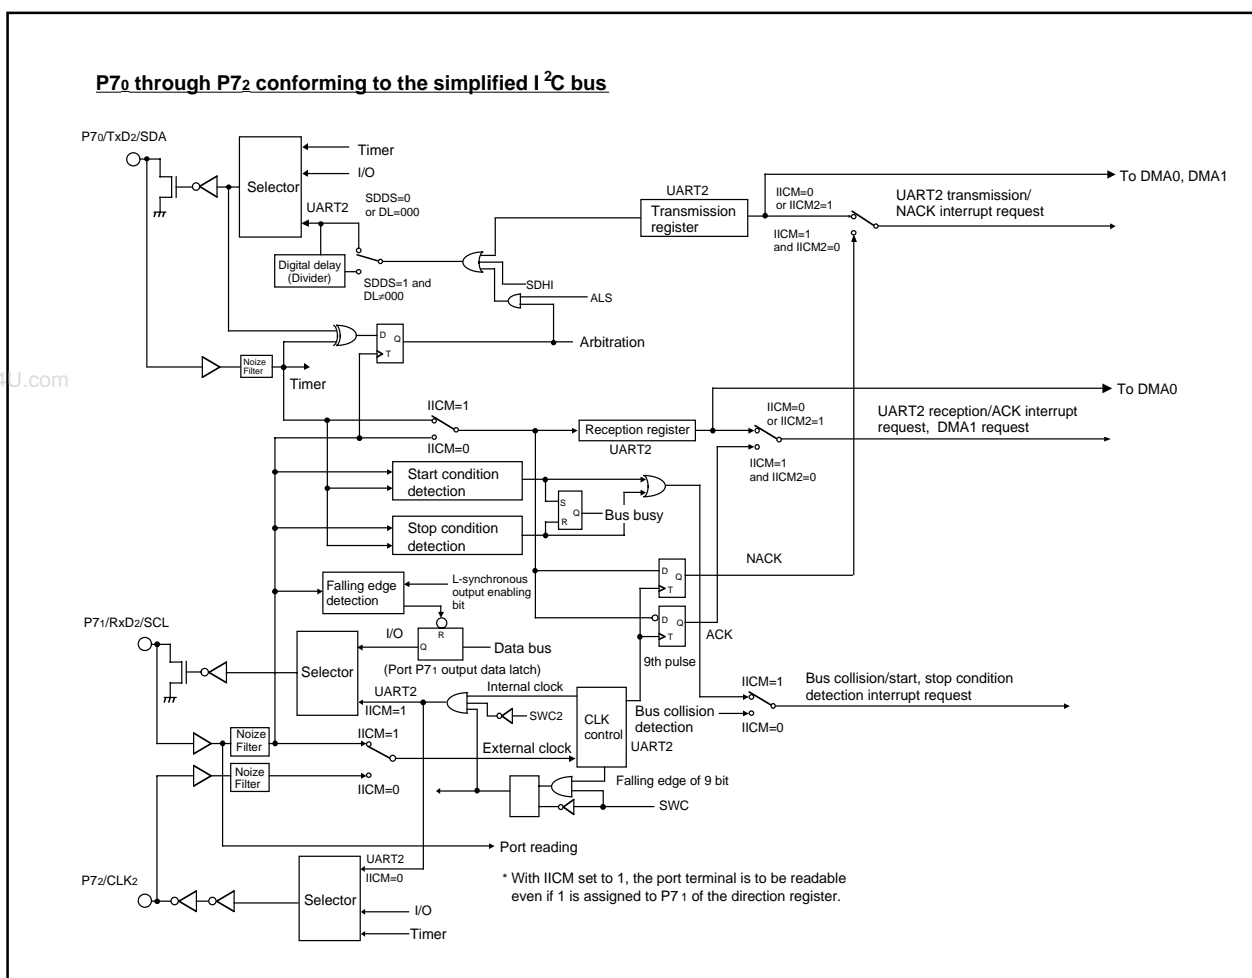 P70 through P72 conforming to the simplified I 2C bus
P70/TxD2/SDA
Timer
I/O
Selector
UART2
SDDS=0
or DL=000
Digital delay
(Divider)
SDDS=1 and
DL≠000
UART2
Transmission
register
IICM=0
or IICM2=1
IICM=1
and IICM2=0
To DMA0, DMA1
UART2 transmission/
NACK interrupt request
SDHI
ALS
D
Q
T
Arbitration
Noize
Filter
Timer
4U.com
IICM=1
IICM=0
Reception register
UART2
IICM=0
or IICM2=1
IICM=1
and IICM2=0
To DMA0
UART2 reception/ACK interrupt
request, DMA1 request
Start condition
detection
Stop condition
detection
S
R
Q
Bus busy
NACK
D
Q
T
D
Q
T
ACK
9th pulse
Falling edge
detection
L-synchronous
output enabling
bit
P71/RxD2/SCL
I/O
R
Q
Data bus
(Port P71 output data latch)
Selector
UART2
IICM=1
Internal clock
SWC2
CLK
control
UART2
Bus collision
detection
IICM=1
IICM=0
Bus collision/start, stop condition
detection interrupt request
Noize
Filter
IICM=1
External clock
Noize
Filter
IICM=0
Falling edge of 9 bit
SWC
Port reading
P72/CLK2
Selector
UART2
IICM=0
I/O
Timer
* With IICM set to 1, the port terminal is to be readable
even if 1 is assigned to P71 of the direction register.